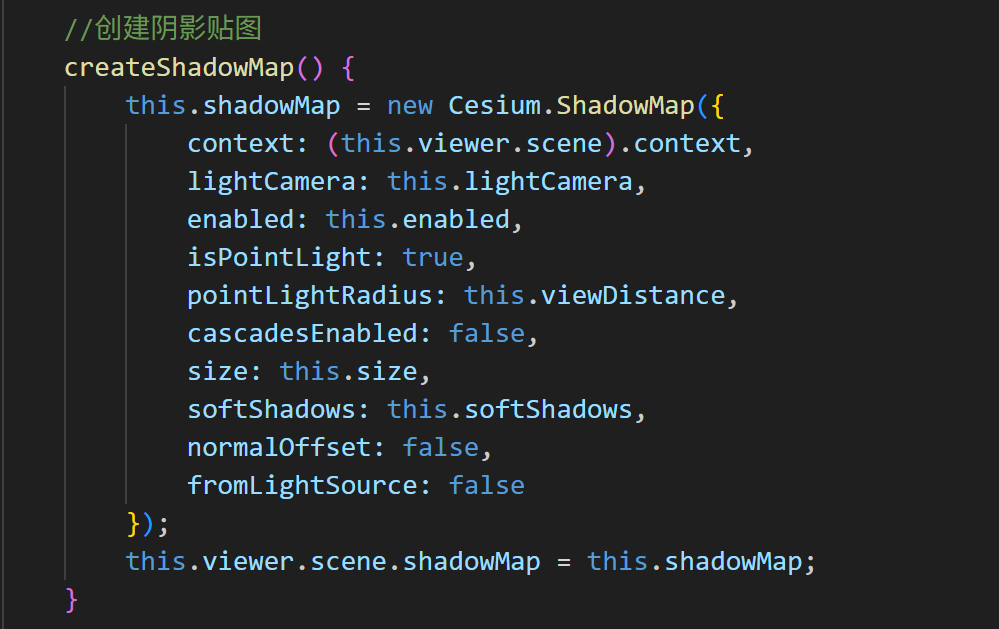 //创建阴影贴图
createShadowMap() {
this.shadowMap = new Cesium.ShadowMap({
context: (this.viewer.scene).context,
lightCamera: this.lightCamera,
enabled: this.enabled,
isPointLight: true,
pointLightRadius: this.viewDistance,
cascadesEnabled: false,
size: this.size,
softShadows: this.softShadows,
normalOffset: false,
fromLightSource: false
});
this.viewer.scene.shadowMap = this.shadowMap;
}